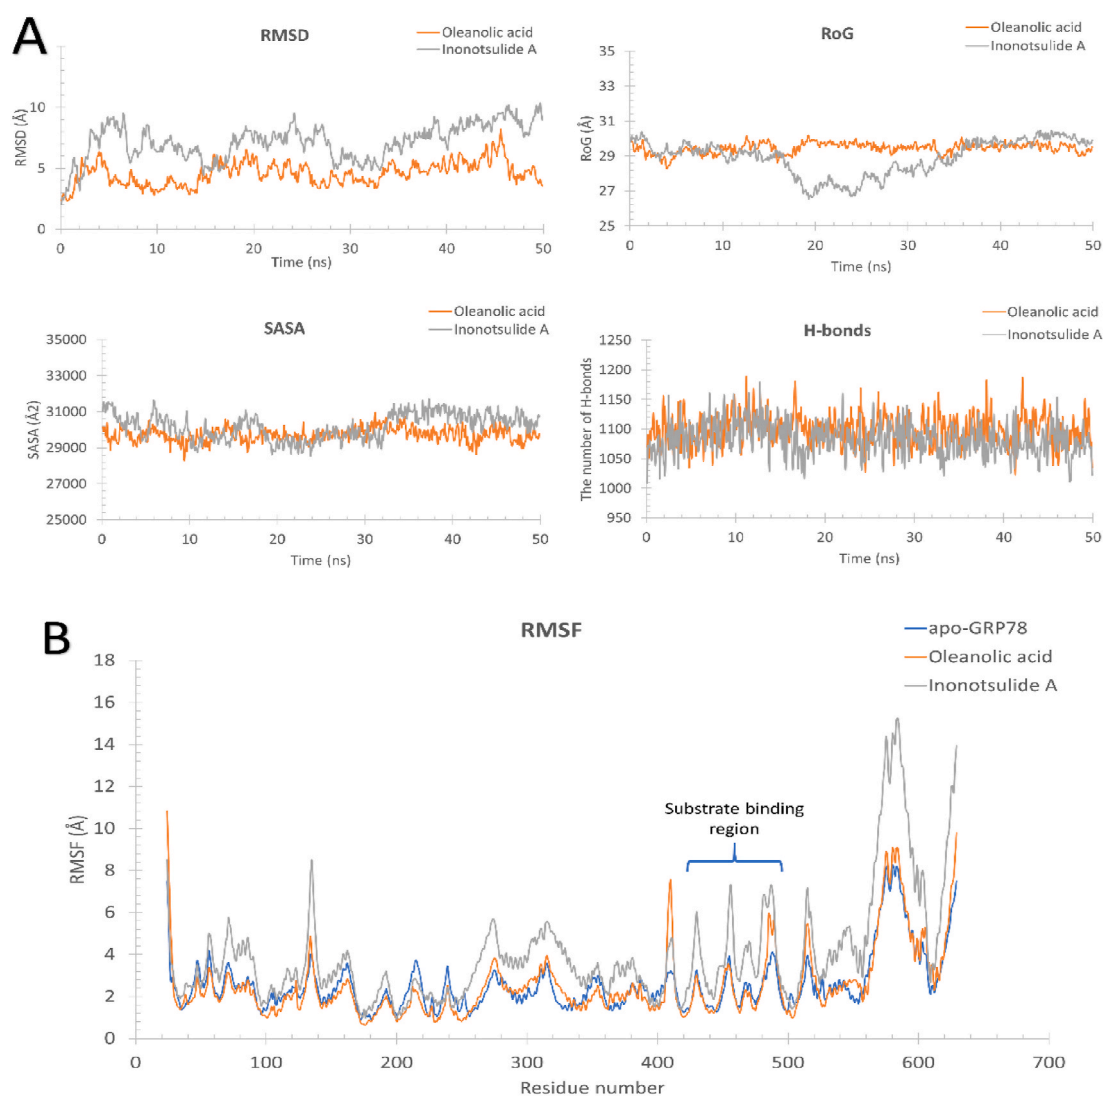 A
RMSD
Oleanolic acid
Inonotsulide A
RMSD (Å)
10
5
0
0 10 20 30 40 50
Time (ns)
RoG
Oleanolic acid
Inonotsulide A
RoG (Å)
35
33
31
29
27
25
0 10 20 30 40 50
Time (ns)
SASA
Oleanolic acid
Inonotsulide A
SASA (Å2)
35000
33000
31000
29000
27000
25000
0 10 20 30 40 50
Time (ns)
H-bonds
Oleanolic acid
Inonotsulide A
The number of H-bonds
1250
1200
1150
1100
1050
1000
950
0 10 20 30 40 50
Time (ns)
B
RMSF
apo-GRP78
Oleanolic acid
Inonotsulide A
RMSF (Å)
18
16
14
12
10
8
6
4
2
0
Substrate binding
region
0 100 200 300 400 500 600 700
Residue number